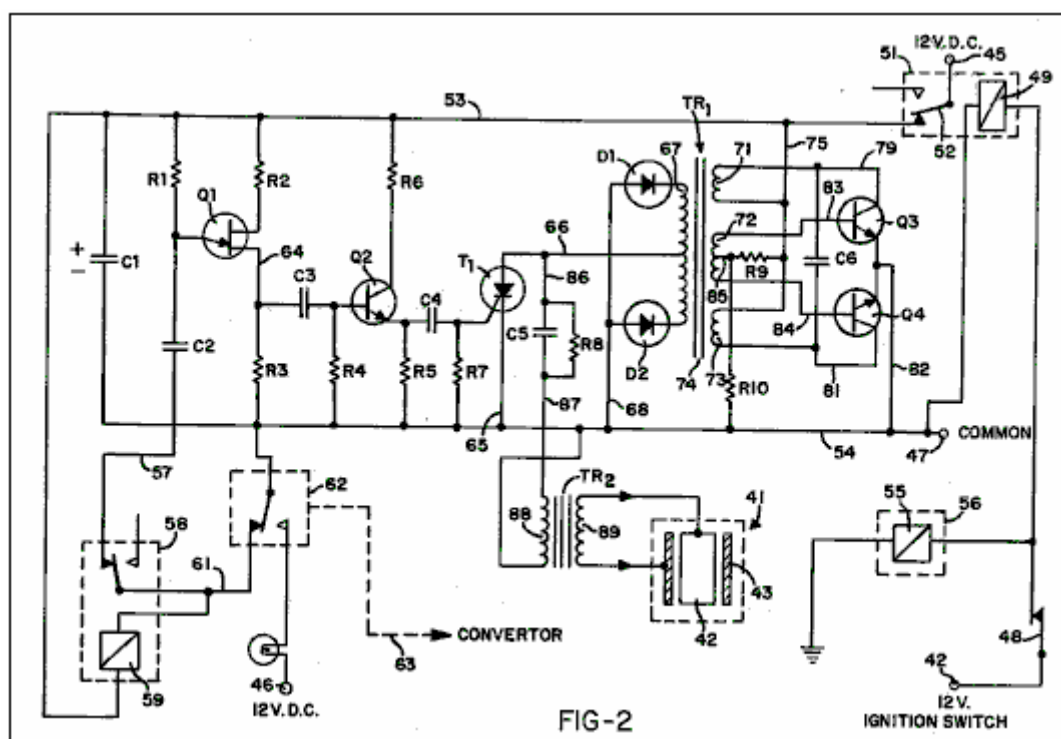 12V. D.C.
51
45
49
53
TR1
75
52
D1
67
71
79
R1
R2
R6
Q1
66
72
83
Q3
+
-
C1
64
C3
Q2
T1
86
R9
C6
C4
85
Q4
C2
C5
R8
84
R3
R4
R5
R7
D2
74
73
R10
81
82
87
65
68
54
COMMON
47
57
62
TR2
58
88
89
41
55
56
61
43
63
CONVERTOR
42
48
59
46
12V. D.C.
42
12V.
IGNITION SWITCH
FIG-2